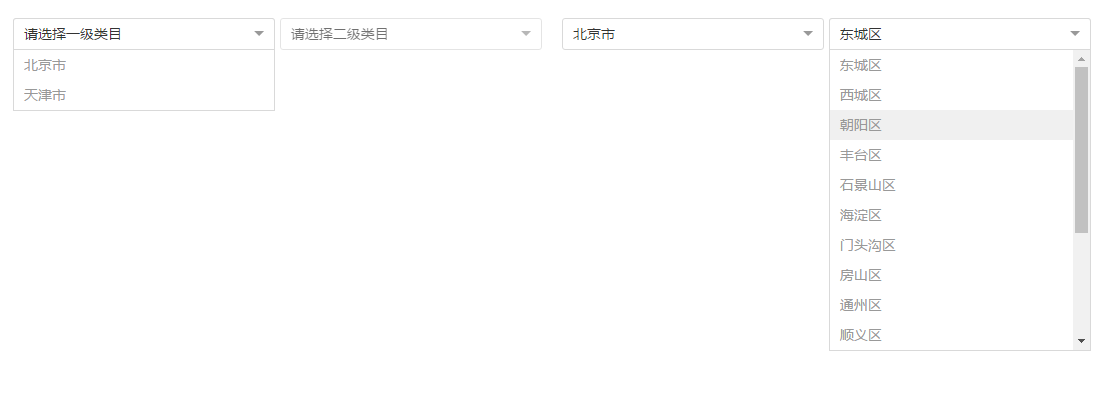 请选择一级类目
北京市
天津市
请选择二级类目
北京市
东城区
东城区
西城区
朝阳区
丰台区
石景山区
海淀区
门头沟区
房山区
通州区
顺义区